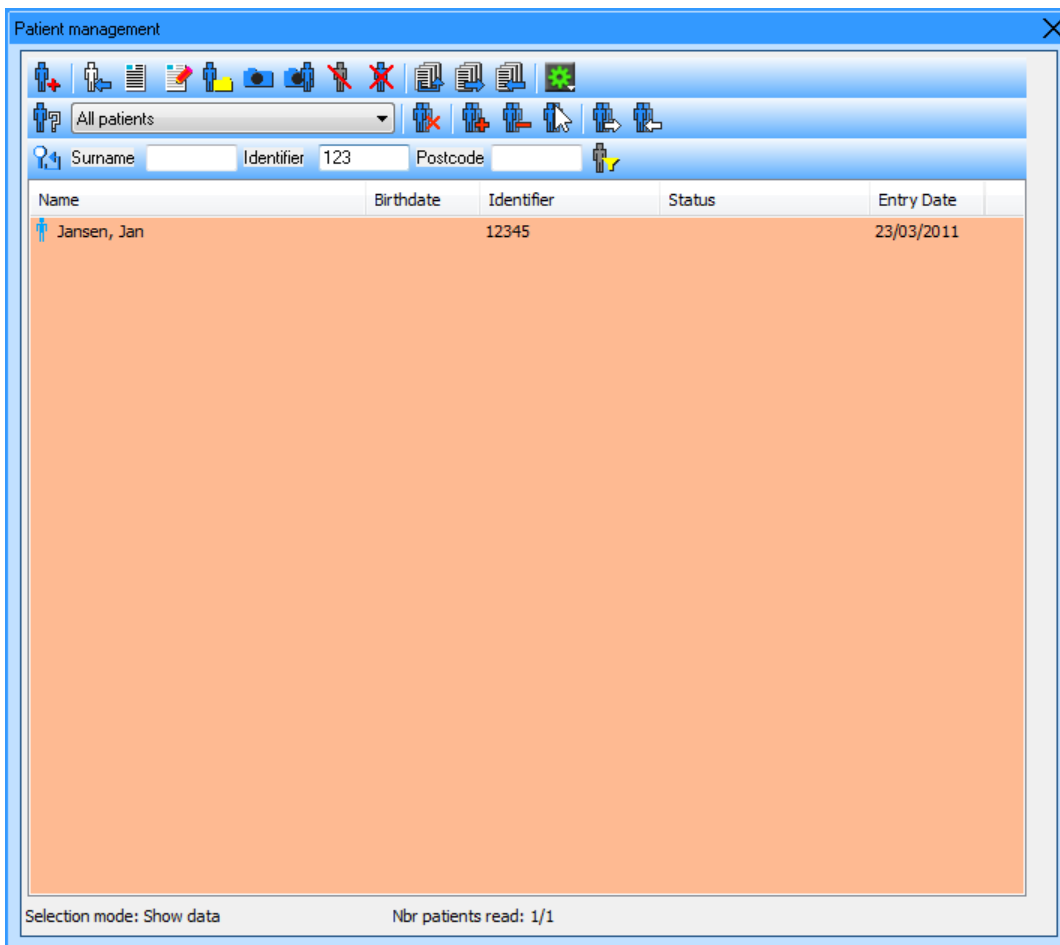 Patient management
All patients
Surname Identifier 123 Postcode
Name Birthdate Identifier Status Entry Date
Jansen, Jan 12345 23/03/2011
Selection mode: Show data Nbr patients read: 1/1